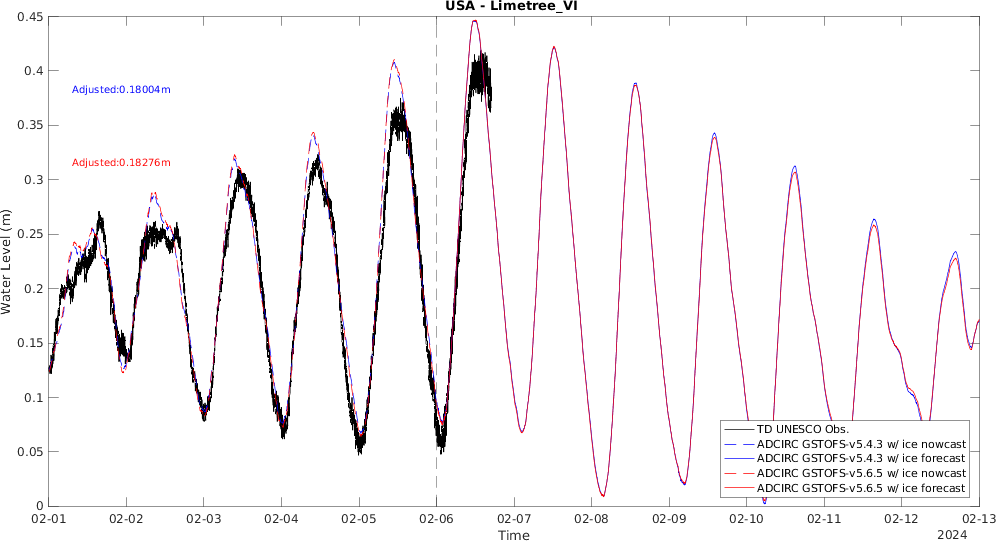 USA - Limetree_VI
0.45
0.4
0.35
0.3
0.25
0.2
0.15
0.1
0.05
0
Water Level (m)
Adjusted:0.18004m
Adjusted:0.18276m
TD UNESCO Obs.
ADCIRC GSTOFS-v5.4.3 w/ ice nowcast
ADCIRC GSTOFS-v5.4.3 w/ ice forecast
ADCIRC GSTOFS-v5.6.5 w/ ice nowcast
ADCIRC GSTOFS-v5.6.5 w/ ice forecast
02-01 02-02 02-03 02-04 02-05 02-06 02-07 02-08 02-09 02-10 02-11 02-12 02-13
Time
2024